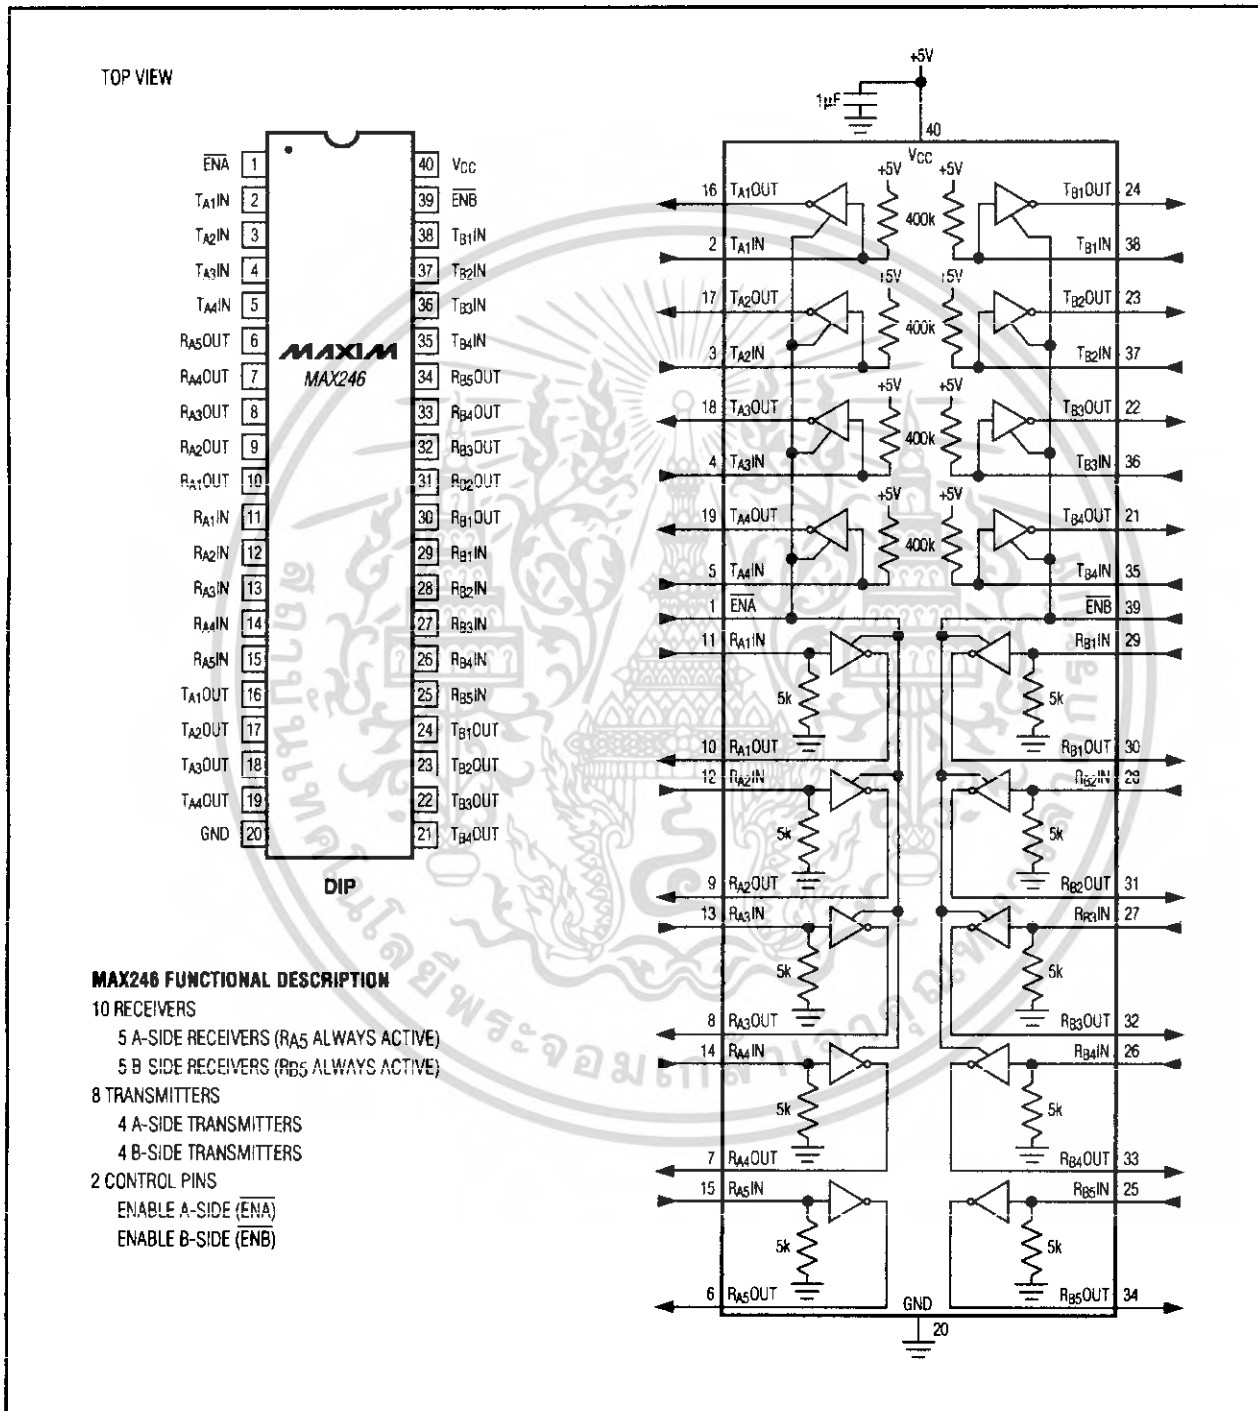 TOP VIEW
ENA 1
TA1IN 2
TA2IN 3
TA3IN 4
TA4IN 5
RA5OUT 6
RA4OUT 7
RA3OUT 8
RA2OUT 9
RA1OUT 10
RA1IN 11
RA2IN 12
RA3IN 13
RA4IN 14
RA5IN 15
TA1OUT 16
TA2OUT 17
TA3OUT 18
TA4OUT 19
GND 20
MAXIM
MAX246
40 VCC
39 ENB
38 TB1IN
37 TB2IN
36 TB3IN
35 TB4IN
34 RB5OUT
33 RB4OUT
32 RB3OUT
31 RB2OUT
30 RB1OUT
29 RB1IN
28 RB2IN
27 RB3IN
26 RB4IN
25 RB5IN
24 TB1OUT
23 TB2OUT
22 TB3OUT
21 TB4OUT
DIP
MAX246 FUNCTIONAL DESCRIPTION
10 RECEIVERS
5 A-SIDE RECEIVERS (RA5 ALWAYS ACTIVE)
5 B-SIDE RECEIVERS (RB5 ALWAYS ACTIVE)
8 TRANSMITTERS
4 A-SIDE TRANSMITTERS
4 B-SIDE TRANSMITTERS
2 CONTROL PINS
ENABLE A-SIDE (ENA)
ENABLE B-SIDE (ENB)
+5V
1µF
40
VCC
+5V +5V
16 TA1OUT TB1OUT 24
400k
2 TA1IN TB1IN 38
+5V +5V
17 TA2OUT TB2OUT 23
400k
3 TA2IN TB2IN 37
+5V +5V
18 TA3OUT TB3OUT 22
400k
4 TA3IN TB3IN 36
+5V +5V
19 TA4OUT TB4OUT 21
400k
5 TA4IN TB4IN 35
1 ENA ENB 39
11 RA1IN RB1IN 29
5k 5k
10 RA1OUT RB1OUT 30
12 RA2IN RB2IN 28
5k 5k
9 RA2OUT RB2OUT 31
13 RA3IN RB3IN 27
5k 5k
8 RA3OUT RB3OUT 32
14 RA4IN RB4IN 26
5k 5k
7 RA4OUT RB4OUT 33
15 RA5IN RB5IN 25
5k 5k
6 RA5OUT RB5OUT 34
GND
20